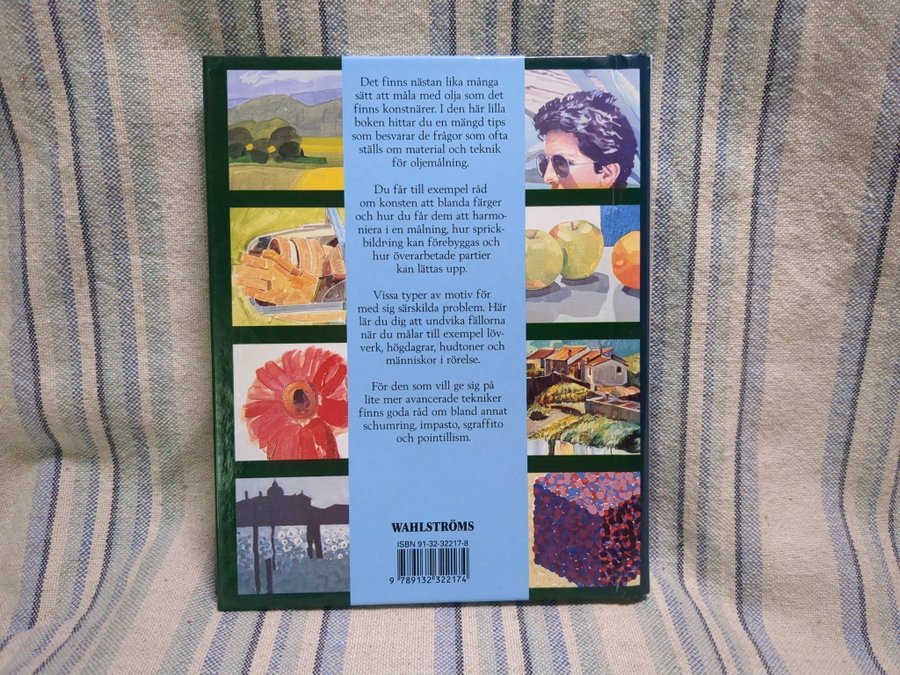 Det finns nästan lika många
sätt att måla med olja som det
finns konstnärer. I den här lilla
boken hittar du en mängd tips
som besvarar de frågor som ofta
ställs om material och teknik
för oljemålning.
Du får till exempel råd
om konsten att blanda färger
och hur du får dem att harmo-
niera i en målning, hur sprick-
bildning kan förebyggas och
hur överarbetade partier
kan lättas upp.
Vissa typer av motiv för
med sig särskilda problem. Här
lär du dig att undvika fällorna
när du målar till exempel löv-
verk, högdagrar, hudtoner och
människor i rörelse.
För den som vill ge sig på
lite mer avancerade tekniker
finns goda råd om bland annat
schumring, impasto, sgraffito
och pointillism.
WAHLSTRÖMS
ISBN 91-32-32217-8
9 789132 322174